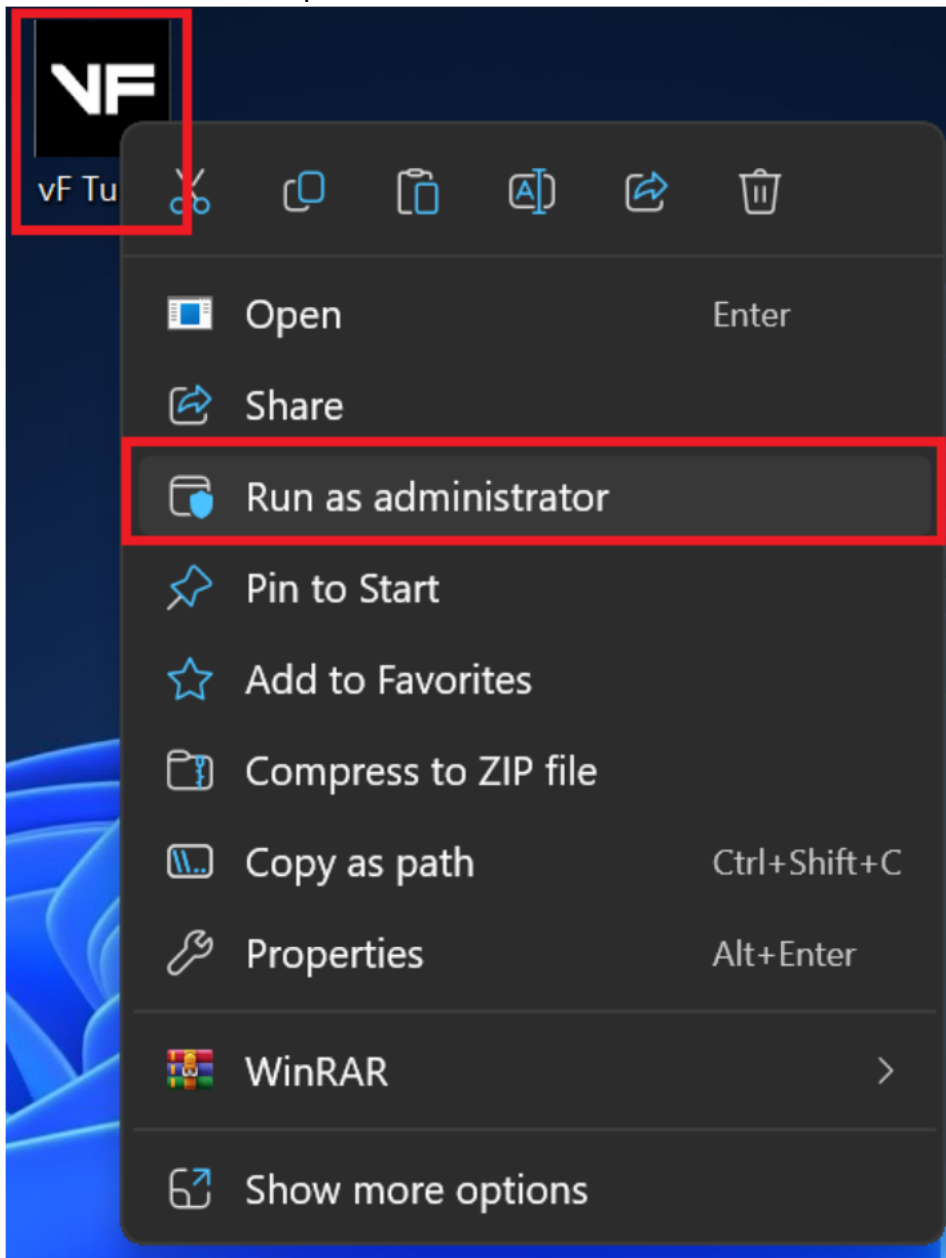 VF
vF Tu
Open Enter
Share
Run as administrator
Pin to Start
Add to Favorites
Compress to ZIP file
Copy as path Ctrl+Shift+C
Properties Alt+Enter
WinRAR
Show more options